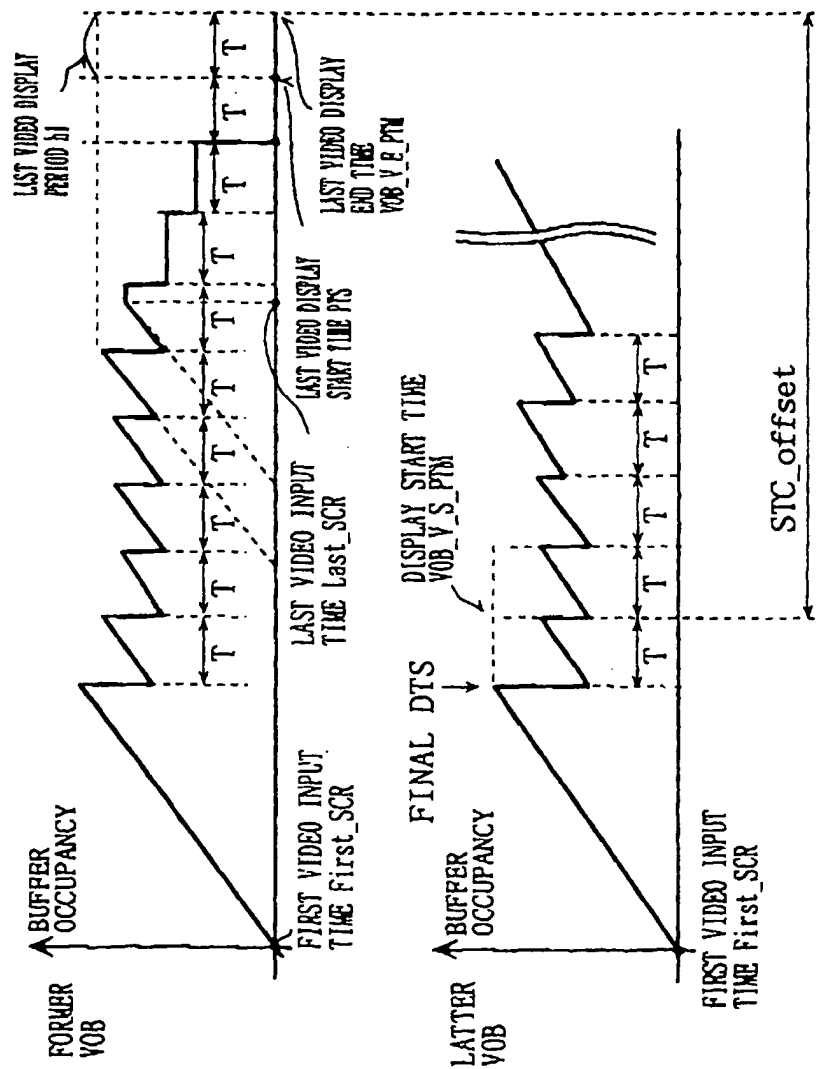 FORMER
VOB
BUFFER
OCCUPANCY
LAST VIDEO DISPLAY
PERIOD b1
T
T
T
T
T
T
T
T
T
T
FIRST VIDEO INPUT
TIME First_SCR
LAST VIDEO INPUT
TIME Last_SCR
LAST VIDEO DISPLAY
START TIME PTS
LAST VIDEO DISPLAY
END TIME
VOB_V_E_PTM
LATTER
VOB
BUFFER
OCCUPANCY
FINAL DTS
DISPLAY START TIME
VOB_V_S_PTM
T
T
T
T
T
FIRST VIDEO INPUT
TIME First_SCR
STC_offset